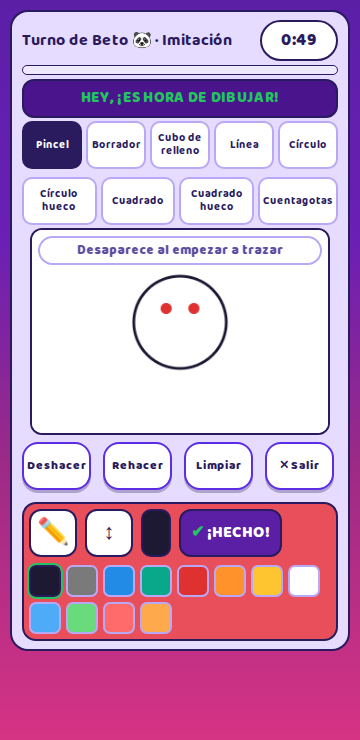 Turno de Beto 🐼 · Imitación
0:49
HEY, ¡ES HORA DE DIBUJAR!
Pincel
Borrador
Cubo de
relleno
Línea
Círculo
Círculo
hueco
Cuadrado
Cuadrado
hueco
Cuentagotas
Desaparece al empezar a trazar
Deshacer
Rehacer
Limpiar
✕ Salir
✔ ¡HECHO!